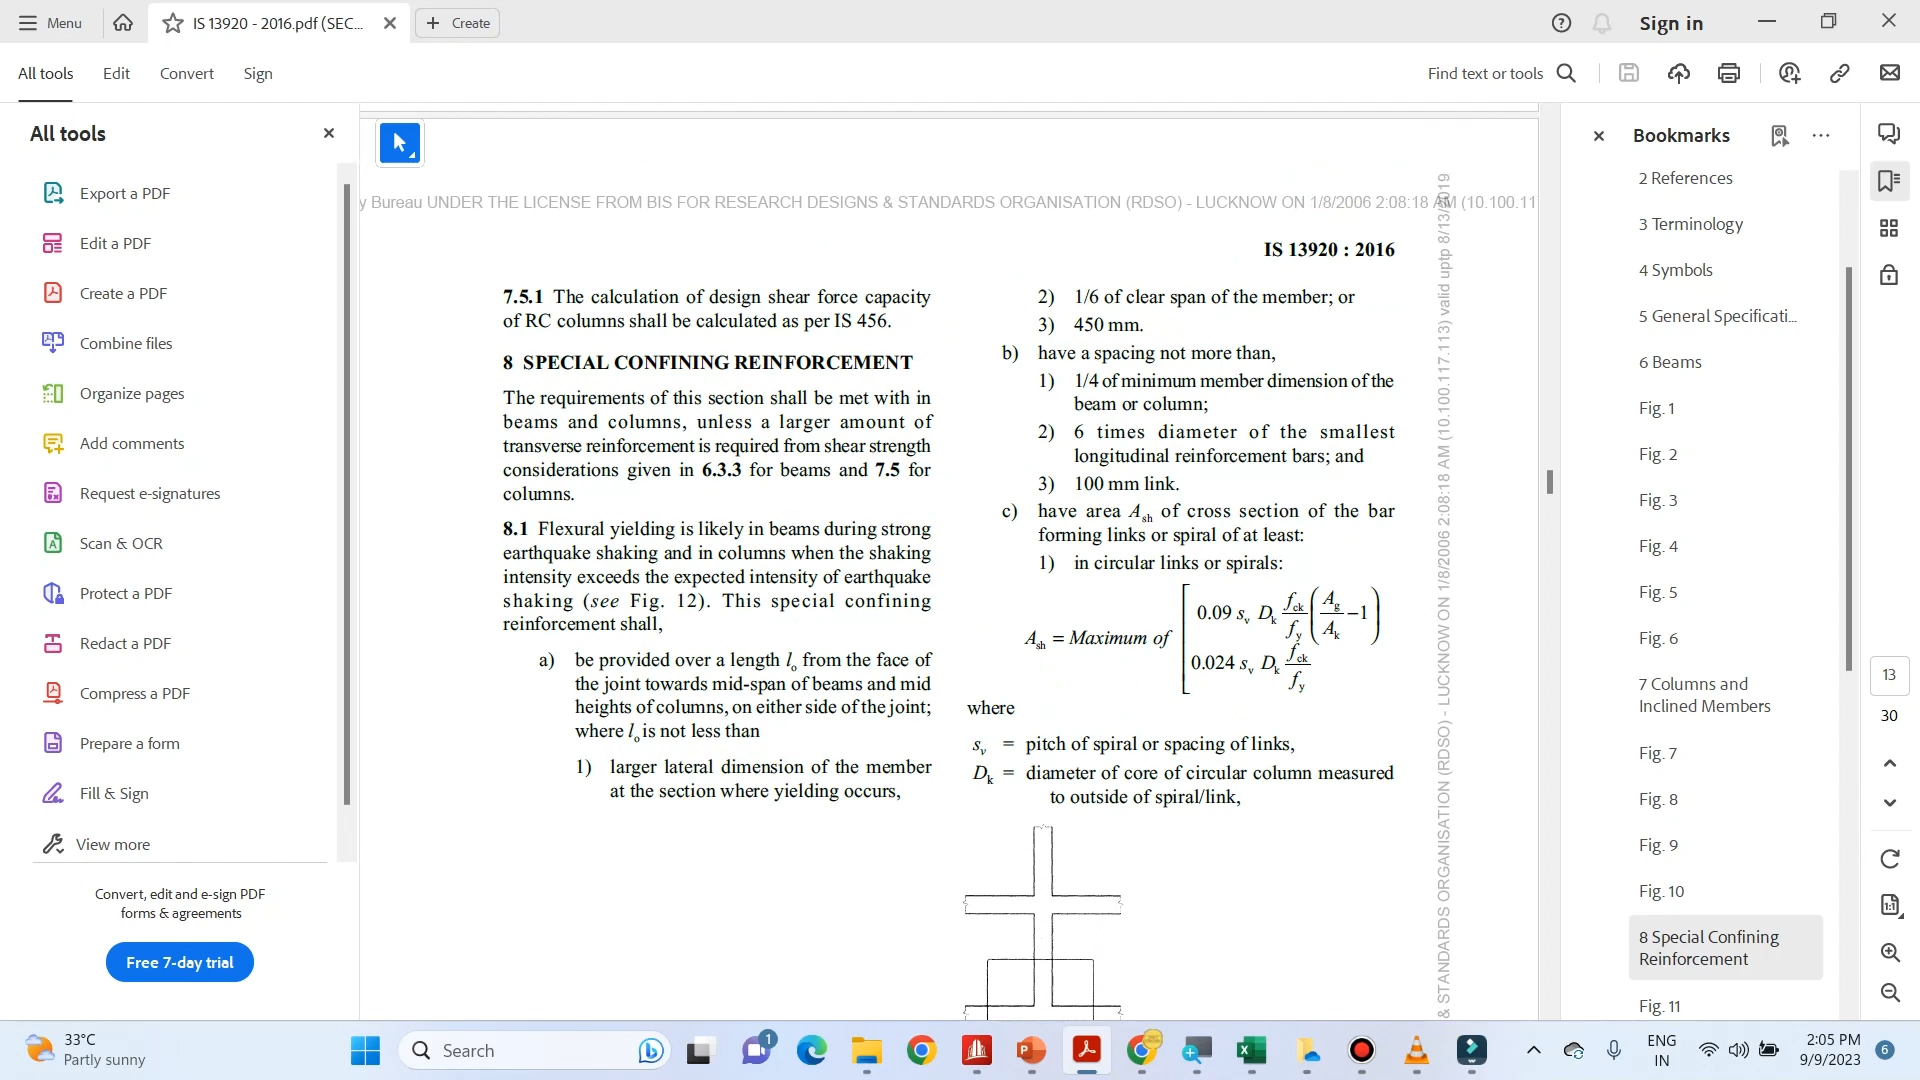 Menu
IS 13920 - 2016.pdf (SEC...
Create
Sign in
All tools
Edit
Convert
Sign
Find text or tools
All tools
Export a PDF
Edit a PDF
Create a PDF
Combine files
Organize pages
Add comments
Request e-signatures
Scan & OCR
Protect a PDF
Redact a PDF
Compress a PDF
Prepare a form
Fill & Sign
View more
Convert, edit and e-sign PDF
forms & agreements
Free 7-day trial
y Bureau UNDER THE LICENSE FROM BIS FOR RESEARCH DESIGNS & STANDARDS ORGANISATION (RDSO) - LUCKNOW ON 1/8/2006 2:08:18 AM (10.100.11
IS 13920 : 2016
7.5.1 The calculation of design shear force capacity
of RC columns shall be calculated as per IS 456.
8 SPECIAL CONFINING REINFORCEMENT
The requirements of this section shall be met with in
beams and columns, unless a larger amount of
transverse reinforcement is required from shear strength
considerations given in 6.3.3 for beams and 7.5 for
columns.
8.1 Flexural yielding is likely in beams during strong
earthquake shaking and in columns when the shaking
intensity exceeds the expected intensity of earthquake
shaking (see Fig. 12). This special confining
reinforcement shall,
a) be provided over a length lo from the face of
the joint towards mid-span of beams and mid
heights of columns, on either side of the joint;
where lo is not less than
1) larger lateral dimension of the member
at the section where yielding occurs,
2) 1/6 of clear span of the member; or
3) 450 mm.
b) have a spacing not more than,
1) 1/4 of minimum member dimension of the
beam or column;
2) 6 times diameter of the smallest
longitudinal reinforcement bars; and
3) 100 mm link.
c) have area Ash of cross section of the bar
forming links or spiral of at least:
1) in circular links or spirals:
Ash = Maximum of [ 0.09 sv Dk fck/fy (Ag/Ak −1)
0.024 sv Dk fck/fy
where
sv = pitch of spiral or spacing of links,
Dk = diameter of core of circular column measured
to outside of spiral/link,
& STANDARDS ORGANISATION (RDSO) - LUCKNOW ON 1/8/2006 2:08:18 AM (10.100.117.113) valid uptp 8/13/2019
Bookmarks
2 References
3 Terminology
4 Symbols
5 General Specificati...
6 Beams
Fig. 1
Fig. 2
Fig. 3
Fig. 4
Fig. 5
Fig. 6
7 Columns and
Inclined Members
Fig. 7
Fig. 8
Fig. 9
Fig. 10
8 Special Confining
Reinforcement
Fig. 11
13
30
1:1
33°C
Partly sunny
Search
1
ENG
IN
2:05 PM
9/9/2023
6